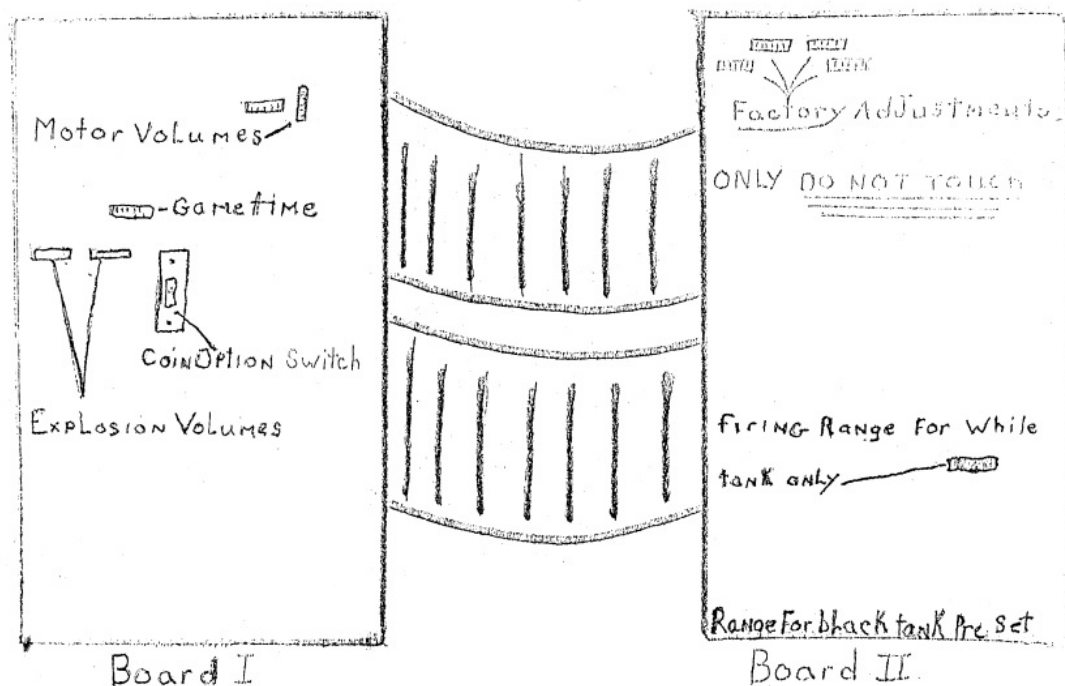 Motor Volumes
-Gametime
CoinOption Switch
Explosion Volumes
Board I
Factory Adjustments
ONLY DO NOT TOUCH
firing Range For While
tank only
Range For black tank Pre Set
Board II